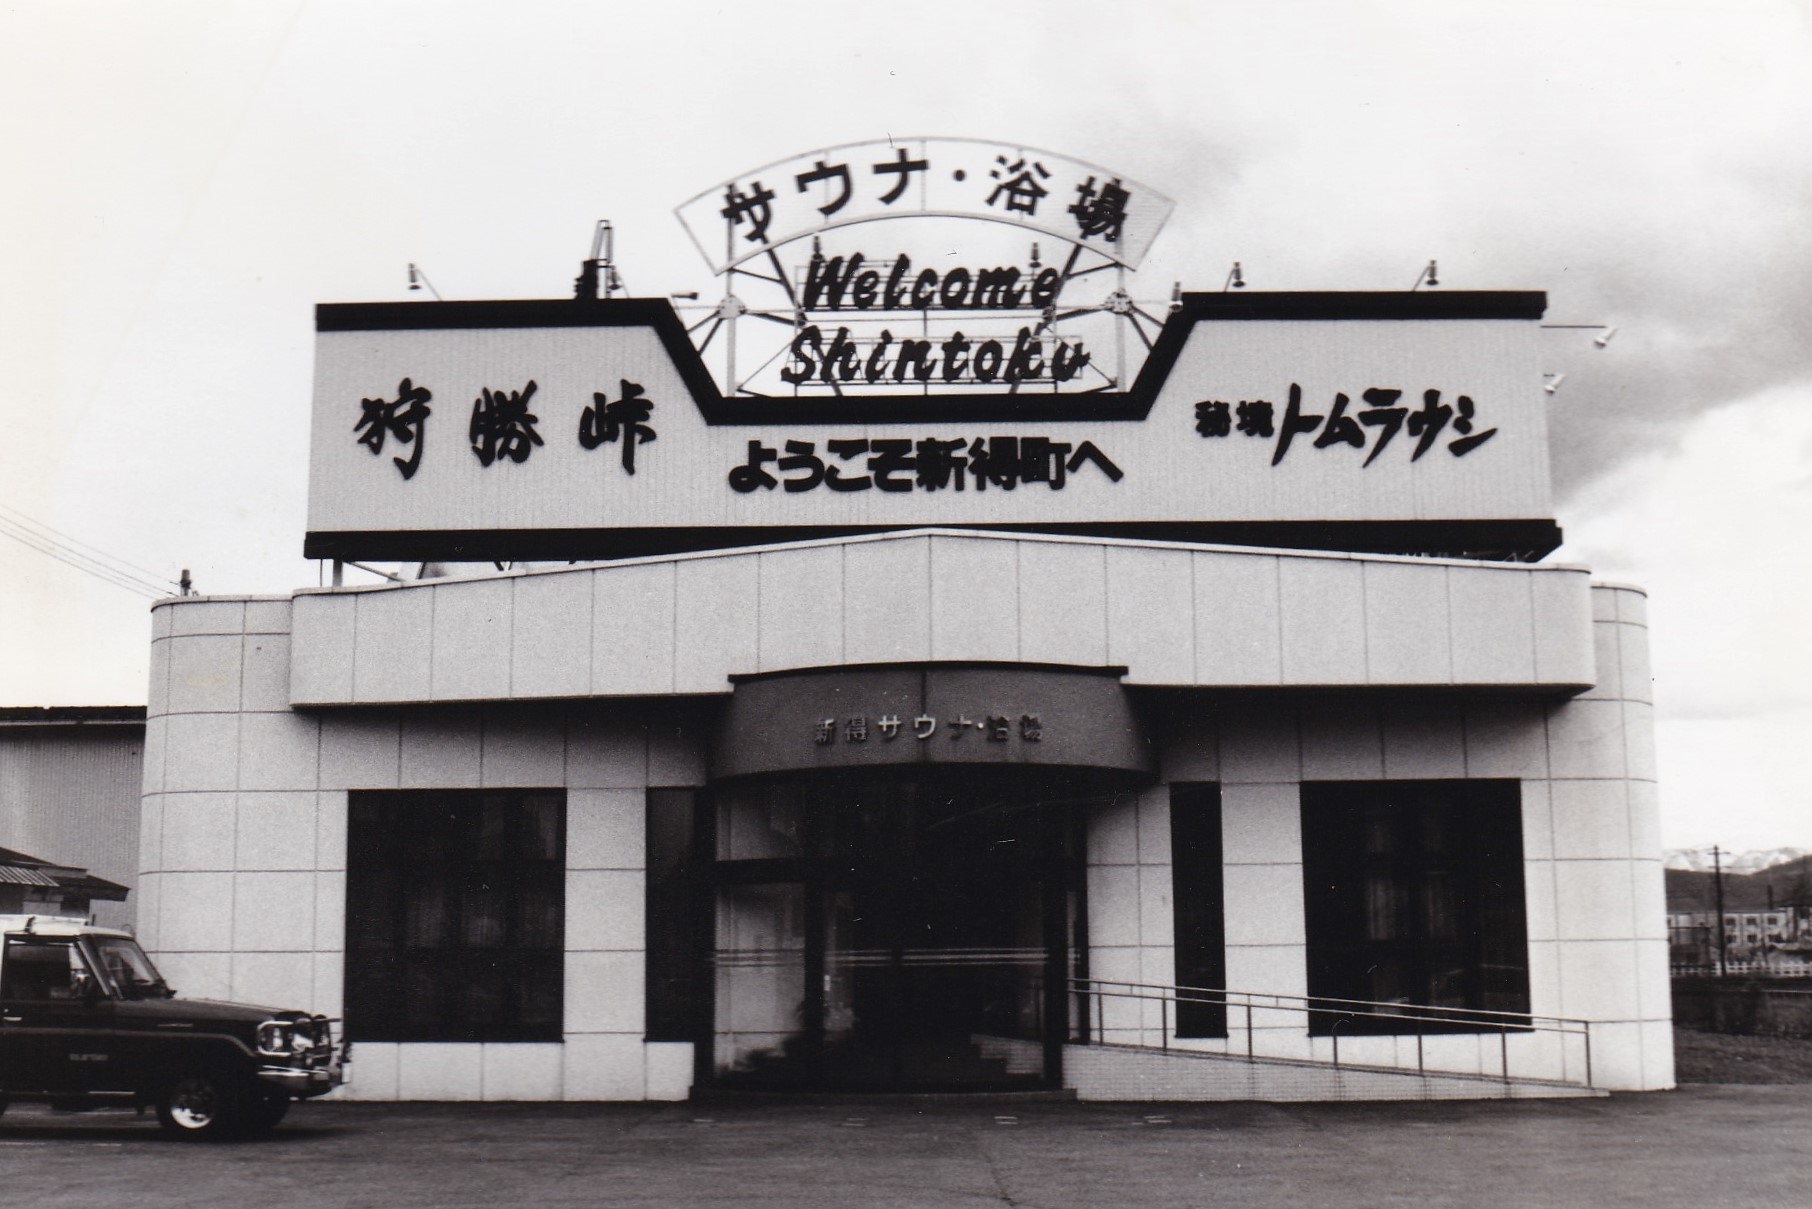 サウナ・浴場
Welcome
Shintoku
狩勝峠
ようこそ新得町へ
秘境トムラウシ
新得サウナ・浴場